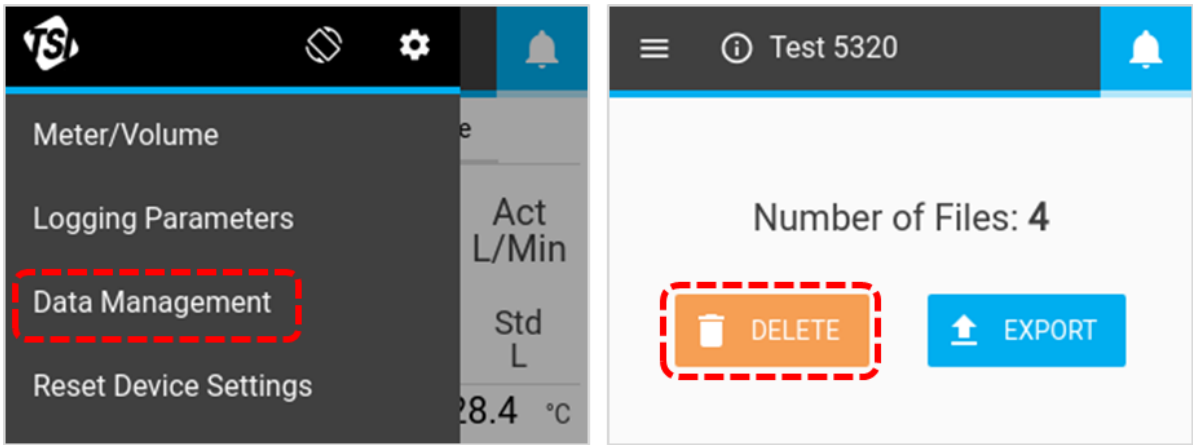 TSI
Meter/Volume
Logging Parameters
Data Management
Reset Device Settings
e
Act
L/Min
Std
L
28.4 °C
Test 5320
Number of Files: 4
DELETE
EXPORT